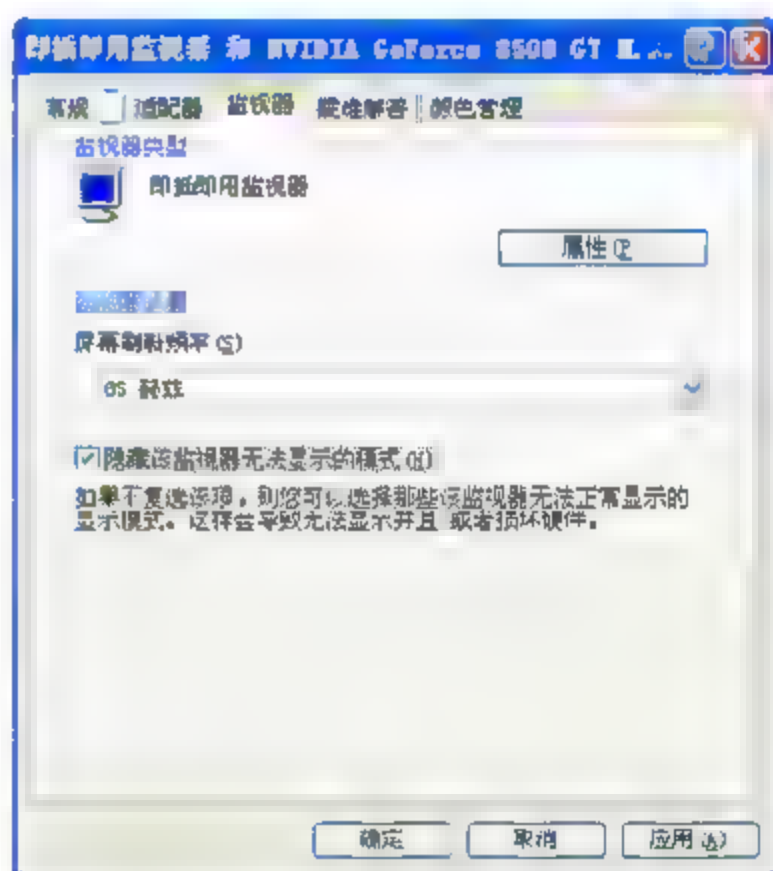 即插即用监视器 和 NVIDIA GeForce 8500 GT
常规 适配器 监视器 疑难解答 颜色管理
监视器类型
即插即用监视器
属性(P)
屏幕刷新频率(S)
赫兹
隐藏该监视器无法显示的模式(H)
如果不复选该项，则您可以选择那些该监视器无法正常显示的
显示模式。这样会导致无法显示并且 或者损坏硬件。
确定 取消 应用(A)